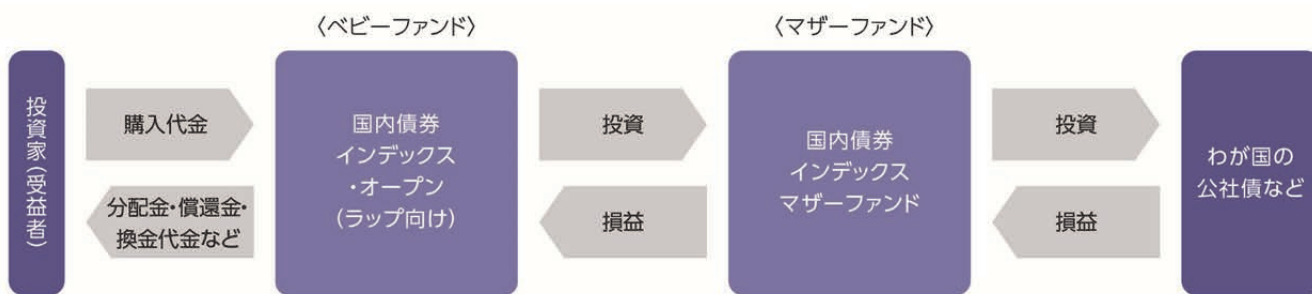 〈ベビーファンド〉
〈マザーファンド〉
投資家(受益者)
購入代金
分配金・償還金・
換金代金など
国内債券
インデックス
・オープン
(ラップ向け)
投資
損益
国内債券
インデックス
マザーファンド
投資
損益
わが国の
公社債など